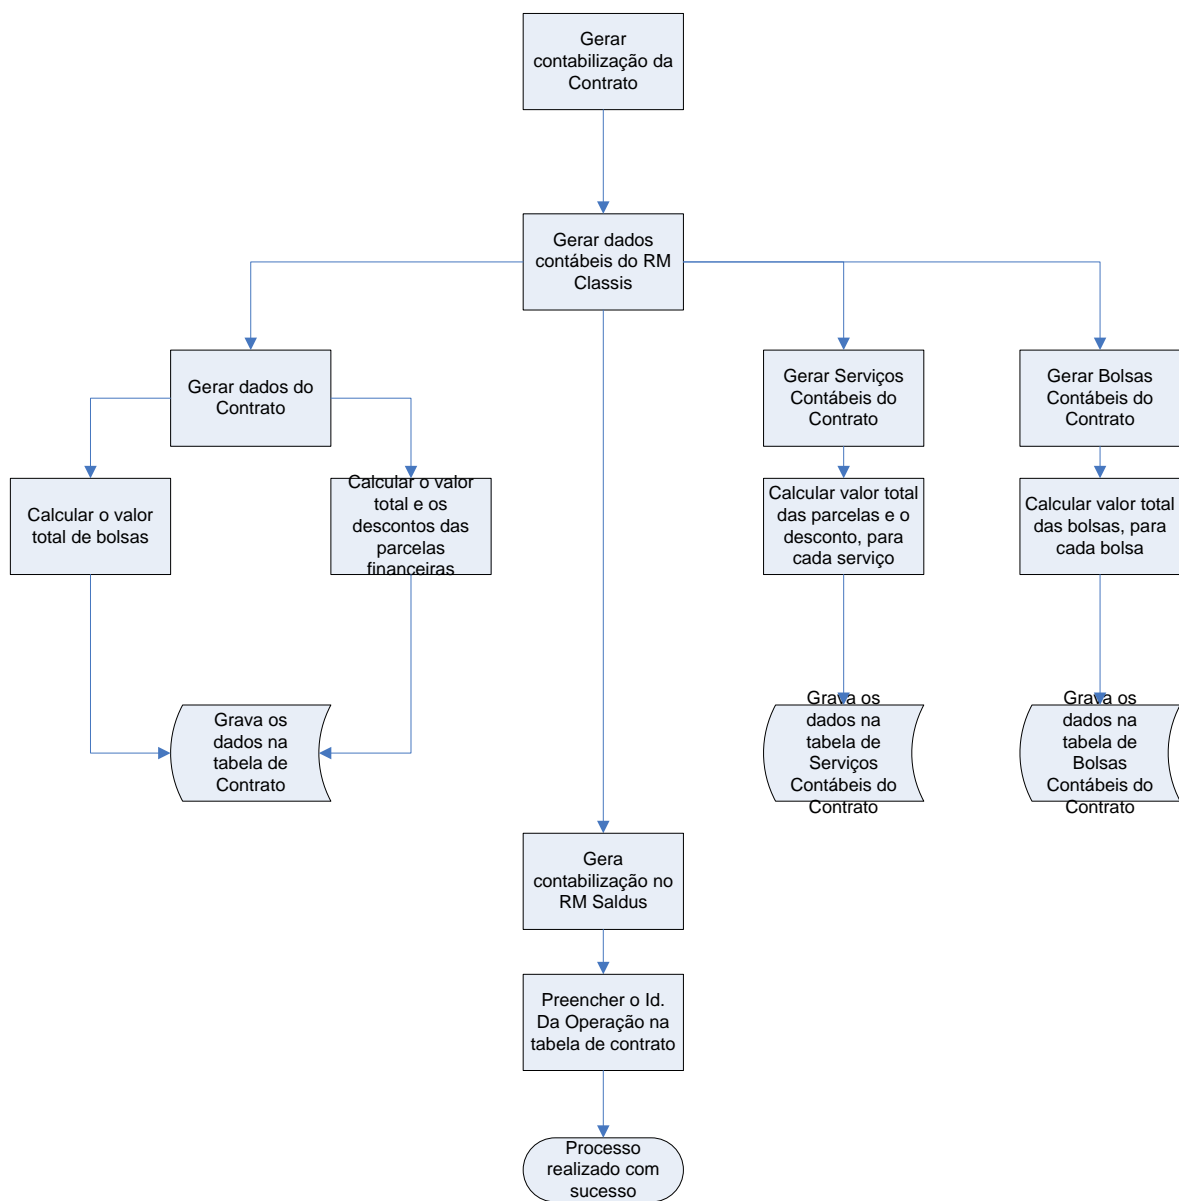 Gerar
contabilização da
Contrato
Gerar dados
contábeis do RM
Classis
Gerar dados do
Contrato
Gerar Serviços
Contábeis do
Contrato
Gerar Bolsas
Contábeis do
Contrato
Calcular o valor
total de bolsas
Calcular o valor
total e os
descontos das
parcelas
financeiras
Calcular valor total
das parcelas e o
desconto, para
cada serviço
Calcular valor total
das bolsas, para
cada bolsa
Grava os
dados na
tabela de
Contrato
Grava os
dados na
tabela de
Serviços
Contábeis do
Contrato
Grava os
dados na
tabela de
Bolsas
Contábeis do
Contrato
Gera
contabilização no
RM Saldus
Preencher o Id.
Da Operação na
tabela de contrato
Processo
realizado com
sucesso